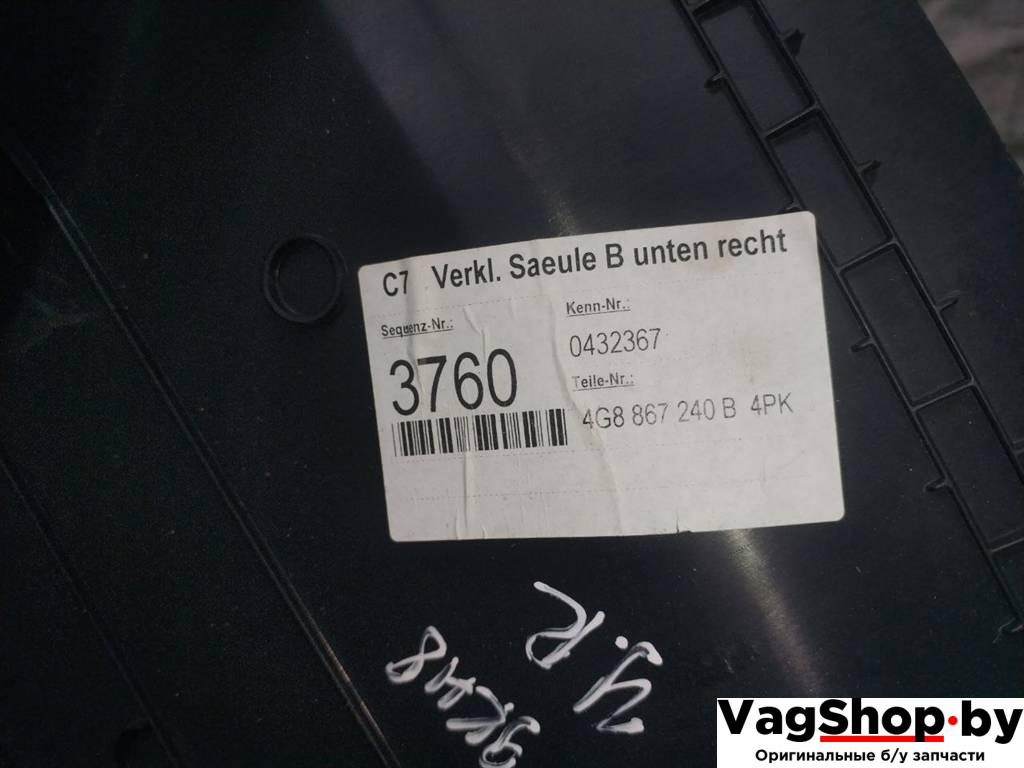 C7 Verkl. Saeule B unten recht
Sequenz-Nr.:
3760
Kenn-Nr.:
0432367
Teile-Nr.:
4G8 867 240 B 4PK
VagShop.by
Оригинальные б/у запчасти